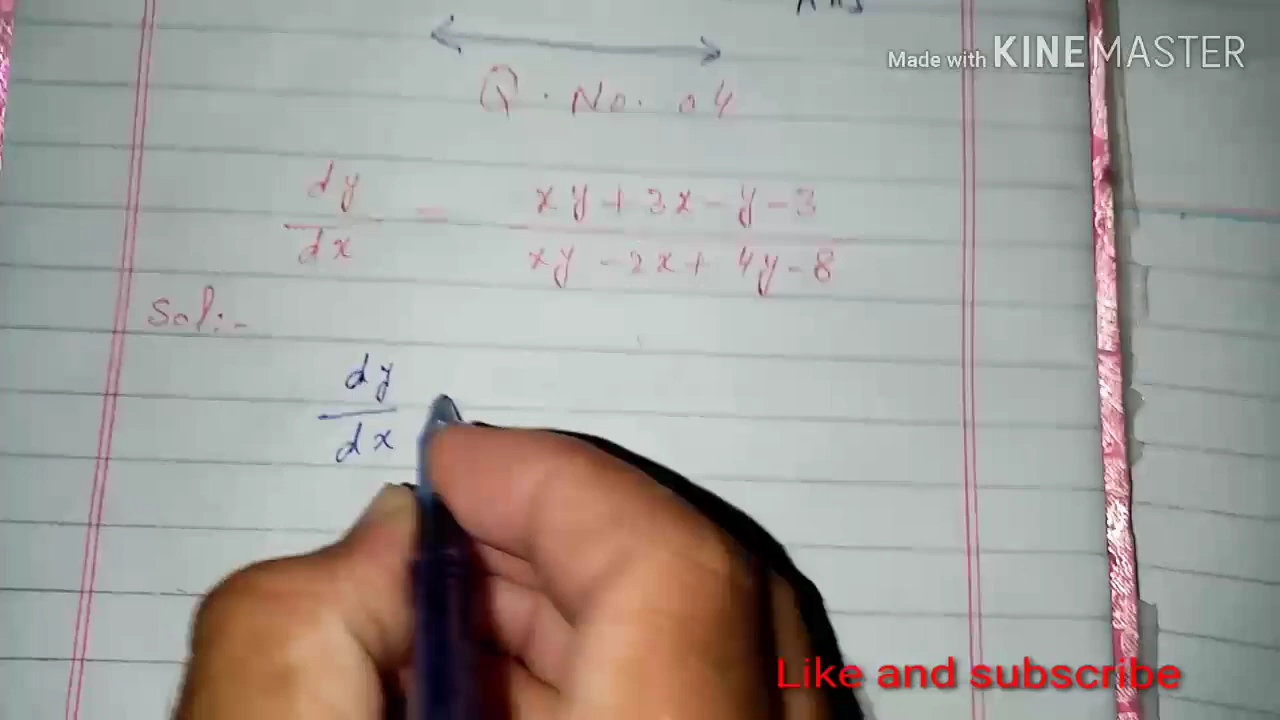 Made with KINEMASTER
Q. No. 04
dy/dx = xy + 3x - y - 3 / xy - 2x + 4y - 8
Sol:-
dy/dx
Like and subscribe